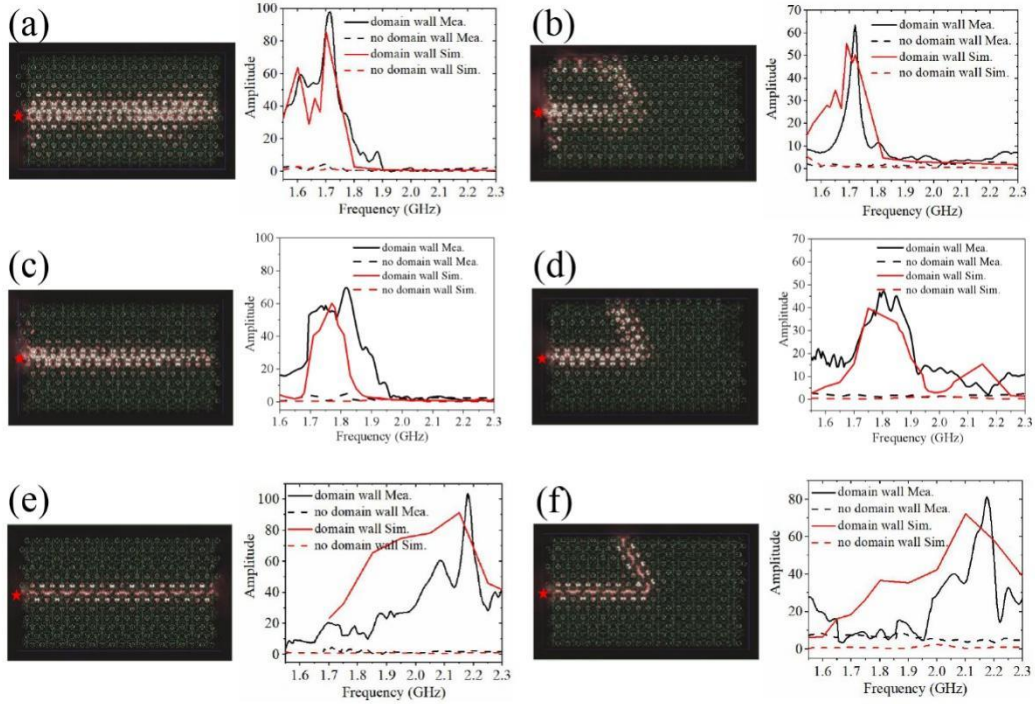 (a)
100
80
60
40
20
0
Amplitude
domain wall Mea.
no domain wall Mea.
domain wall Sim.
no domain wall Sim.
1.6 1.7 1.8 1.9 2.0 2.1 2.2 2.3
Frequency (GHz)
(b)
70
60
50
40
30
20
10
0
Amplitude
domain wall Mea.
no domain wall Mea.
domain wall Sim.
no domain wall Sim.
1.6 1.7 1.8 1.9 2.0 2.1 2.2 2.3
Frequency (GHz)
(c)
100
80
60
40
20
0
Amplitude
domain wall Mea.
no domain wall Mea.
domain wall Sim.
no domain wall Sim.
1.6 1.7 1.8 1.9 2.0 2.1 2.2 2.3
Frequency (GHz)
(d)
70
60
50
40
30
20
10
0
Amplitude
domain wall Mea.
no domain wall Mea.
domain wall Sim.
no domain wall Sim.
1.6 1.7 1.8 1.9 2.0 2.1 2.2 2.3
Frequency (GHz)
(e)
100
80
60
40
20
0
Amplitude
domain wall Mea.
no domain wall Mea.
domain wall Sim.
no domain wall Sim.
1.6 1.7 1.8 1.9 2.0 2.1 2.2 2.3
Frequency (GHz)
(f)
80
60
40
20
0
Amplitude
domain wall Mea.
no domain wall Mea.
domain wall Sim.
no domain wall Sim.
1.6 1.7 1.8 1.9 2.0 2.1 2.2 2.3
Frequency (GHz)